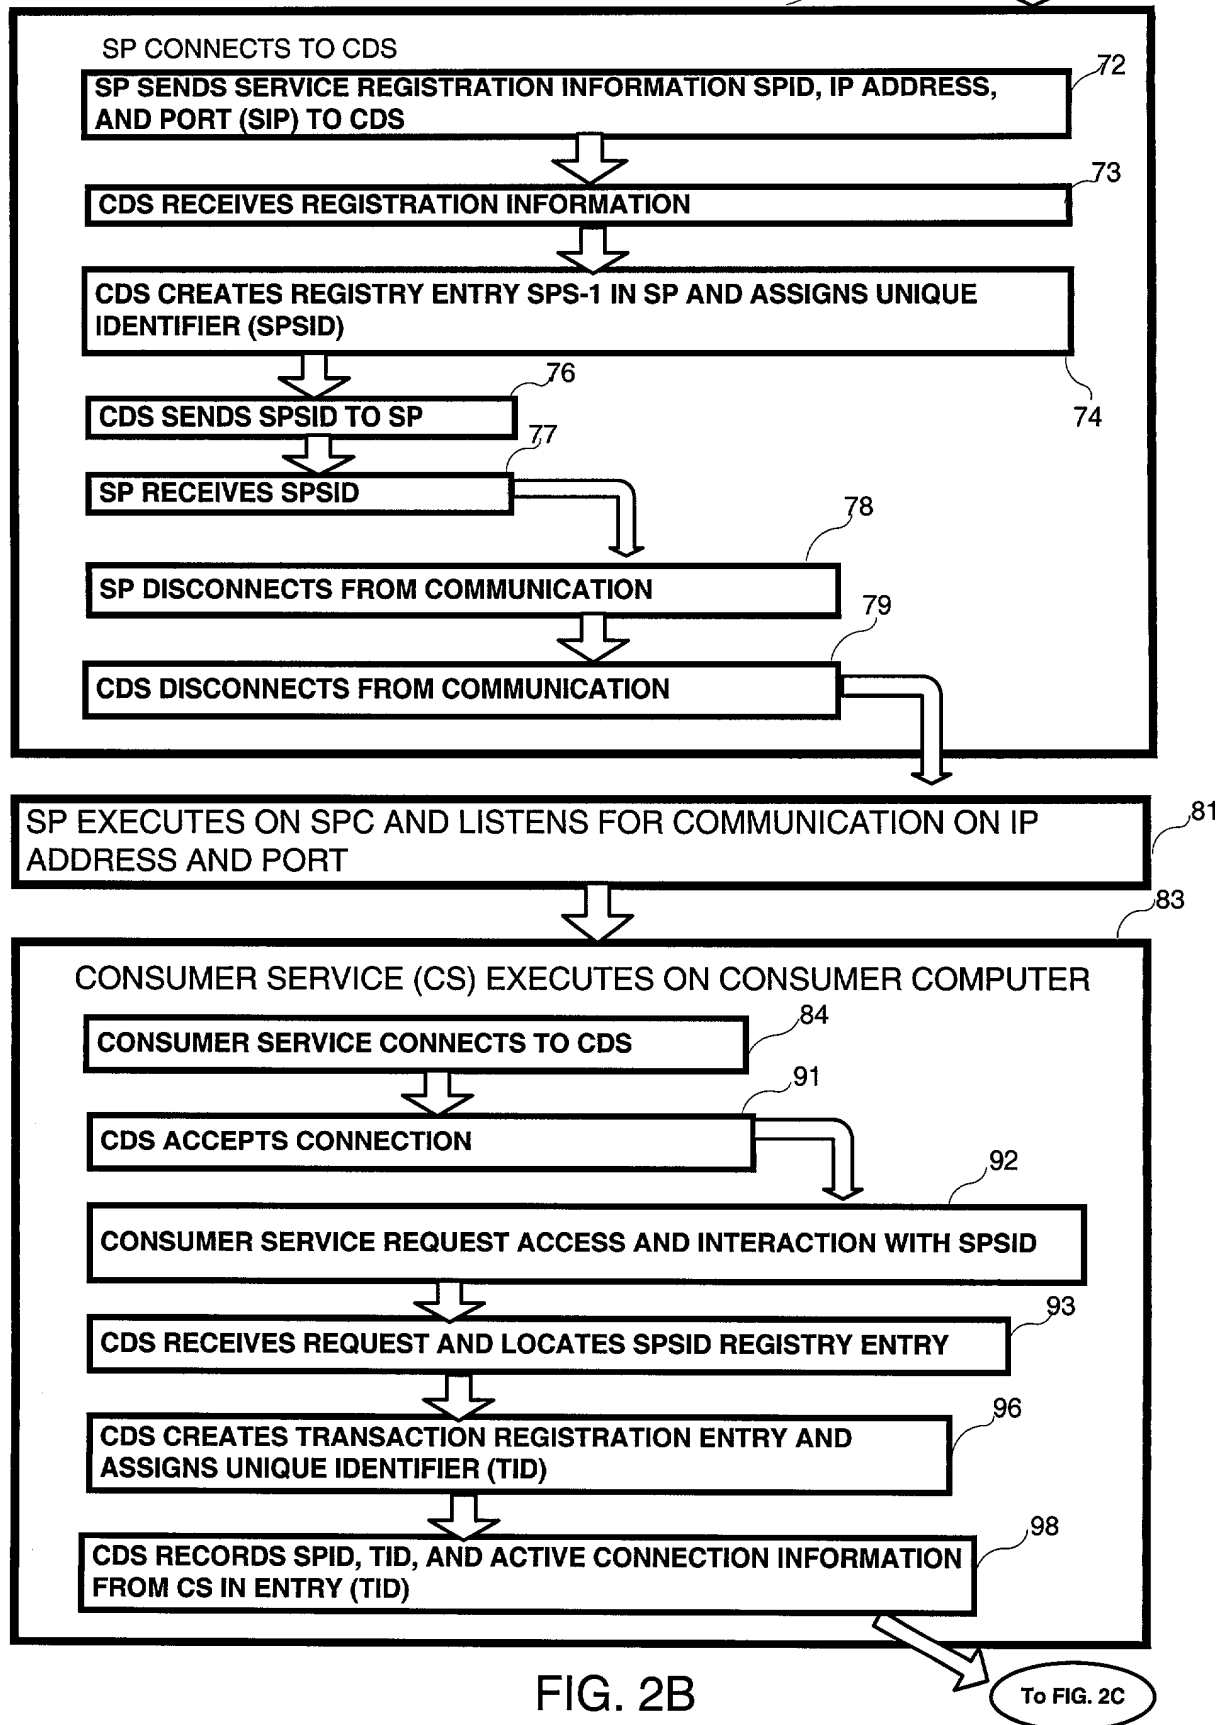 SP CONNECTS TO CDS
72
SP SENDS SERVICE REGISTRATION INFORMATION SPID, IP ADDRESS,
AND PORT (SIP) TO CDS
73
CDS RECEIVES REGISTRATION INFORMATION
CDS CREATES REGISTRY ENTRY SPS-1 IN SP AND ASSIGNS UNIQUE
IDENTIFIER (SPSID)
74
76
CDS SENDS SPSID TO SP
77
SP RECEIVES SPSID
78
SP DISCONNECTS FROM COMMUNICATION
79
CDS DISCONNECTS FROM COMMUNICATION
81
SP EXECUTES ON SPC AND LISTENS FOR COMMUNICATION ON IP
ADDRESS AND PORT
83
CONSUMER SERVICE (CS) EXECUTES ON CONSUMER COMPUTER
84
CONSUMER SERVICE CONNECTS TO CDS
91
CDS ACCEPTS CONNECTION
92
CONSUMER SERVICE REQUEST ACCESS AND INTERACTION WITH SPSID
93
CDS RECEIVES REQUEST AND LOCATES SPSID REGISTRY ENTRY
96
CDS CREATES TRANSACTION REGISTRATION ENTRY AND
ASSIGNS UNIQUE IDENTIFIER (TID)
98
CDS RECORDS SPID, TID, AND ACTIVE CONNECTION INFORMATION
FROM CS IN ENTRY (TID)
FIG. 2B
To FIG. 2C